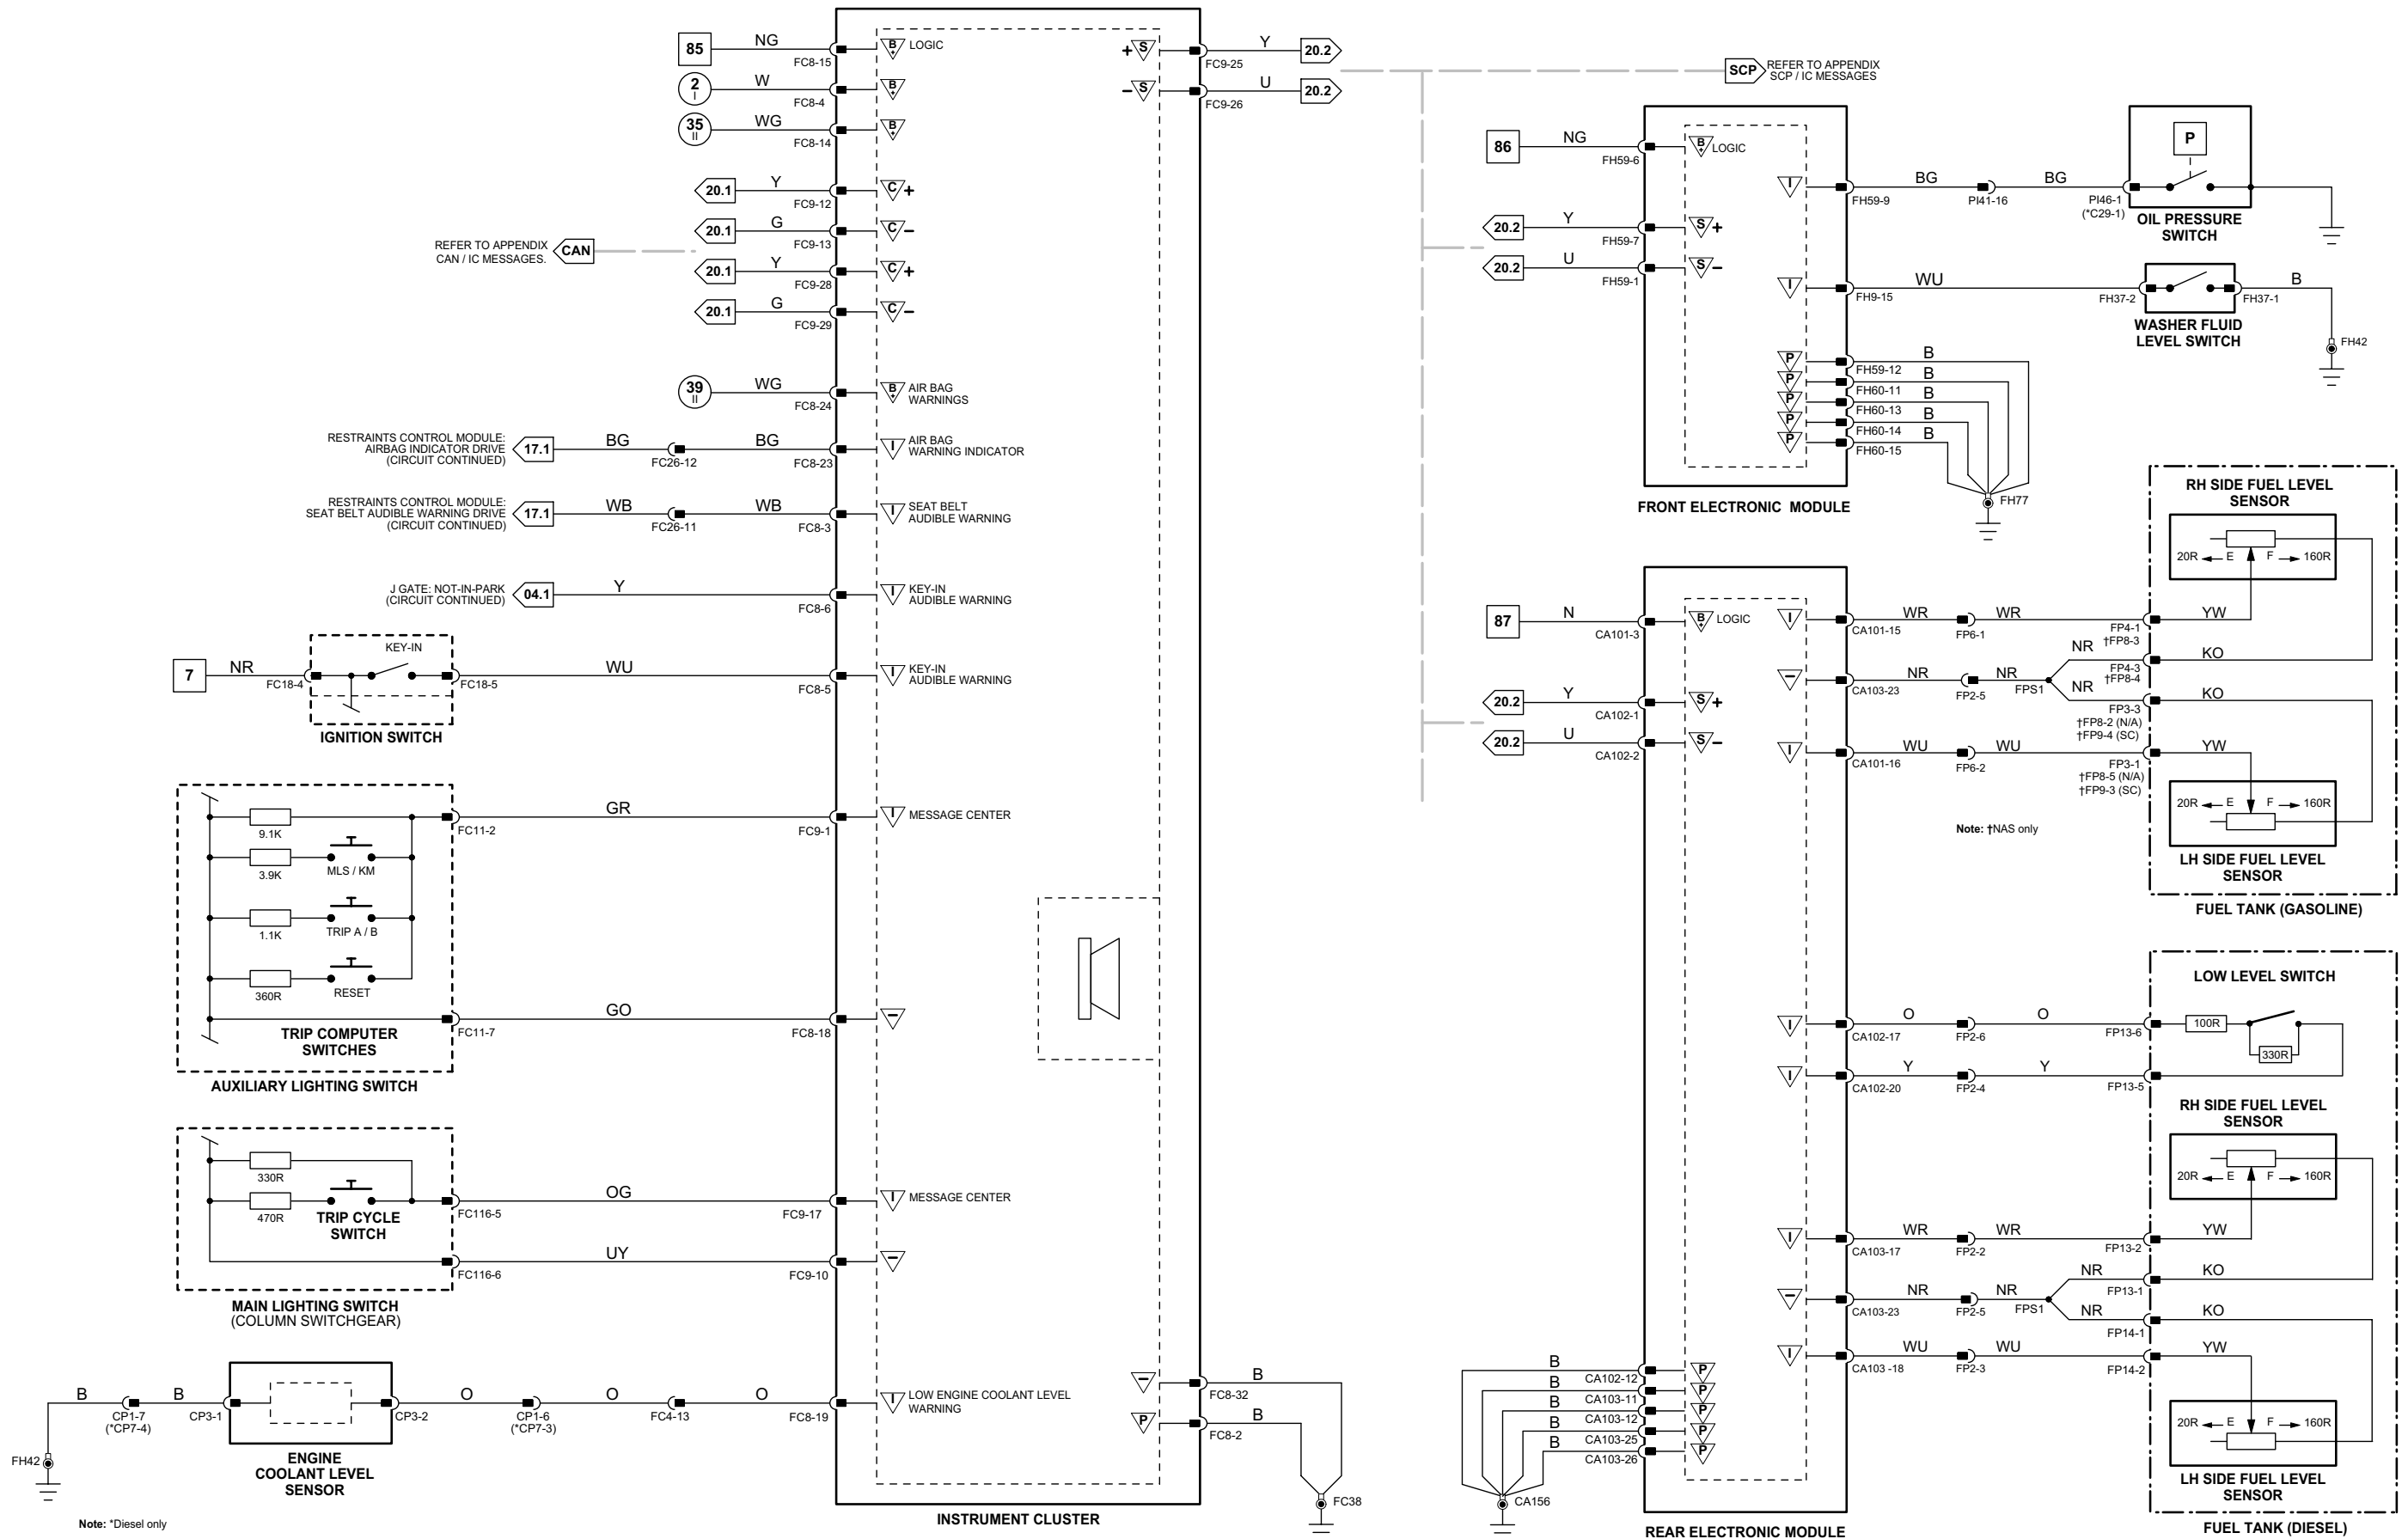 85
NG
FC8-15
B
+
LOGIC
2
I
W
FC8-4
B
+
35
II
WG
FC8-14
B
+
20.1
Y
FC9-12
C
+
20.1
G
FC9-13
C
–
REFER TO APPENDIX
CAN / IC MESSAGES.
CAN
20.1
Y
FC9-28
C
+
20.1
G
FC9-29
C
–
39
II
WG
FC8-24
B
+
AIR BAG
WARNINGS
RESTRAINTS CONTROL MODULE:
AIRBAG INDICATOR DRIVE
(CIRCUIT CONTINUED)
17.1
BG
FC26-12
BG
FC8-23
I
AIR BAG
WARNING INDICATOR
RESTRAINTS CONTROL MODULE:
SEAT BELT AUDIBLE WARNING DRIVE
(CIRCUIT CONTINUED)
17.1
WB
FC26-11
WB
FC8-3
I
SEAT BELT
AUDIBLE WARNING
J GATE: NOT-IN-PARK
(CIRCUIT CONTINUED)
04.1
Y
FC8-6
I
KEY-IN
AUDIBLE WARNING
7
NR
FC18-4
KEY-IN
FC18-5
WU
FC8-5
I
KEY-IN
AUDIBLE WARNING
IGNITION SWITCH
9.1K
FC11-2
GR
FC9-1
I
MESSAGE CENTER
3.9K
MLS / KM
1.1K
TRIP A / B
360R
RESET
TRIP COMPUTER
SWITCHES
FC11-7
GO
FC8-18
–
AUXILIARY LIGHTING SWITCH
330R
470R
TRIP CYCLE
SWITCH
FC116-5
OG
FC9-17
I
MESSAGE CENTER
FC116-6
UY
FC9-10
–
MAIN LIGHTING SWITCH
(COLUMN SWITCHGEAR)
FH42
B
CP1-7
(*CP7-4)
B
CP3-1
CP3-2
O
CP1-6
(*CP7-3)
O
FC4-13
O
FC8-19
I
LOW ENGINE COOLANT LEVEL
WARNING
ENGINE
COOLANT LEVEL
SENSOR
Note: *Diesel only
+
S
FC9-25
Y
20.2
–
S
FC9-26
U
20.2
–
FC8-32
B
P
FC8-2
B
FC38
INSTRUMENT CLUSTER
SCP
REFER TO APPENDIX
SCP / IC MESSAGES
86
NG
FH59-6
B
+
LOGIC
20.2
Y
FH59-7
S
+
20.2
U
FH59-1
S
–
I
FH59-9
BG
PI41-16
BG
PI46-1
(*C29-1)
P
OIL PRESSURE
SWITCH
I
FH9-15
WU
FH37-2
FH37-1
B
WASHER FLUID
LEVEL SWITCH
FH42
P
FH59-12
B
P
FH60-11
B
P
FH60-13
B
P
FH60-14
B
P
FH60-15
B
FH77
FRONT ELECTRONIC MODULE
87
N
CA101-3
B
+
LOGIC
20.2
Y
CA102-1
S
+
20.2
U
CA102-2
S
–
I
CA101-15
WR
FP6-1
WR
FP4-1
†FP8-3
YW
–
CA103-23
NR
FP2-5
NR
FPS1
NR
FP4-3
†FP8-4
KO
NR
FP3-3
†FP8-2 (N/A)
†FP9-4 (SC)
KO
I
CA101-16
WU
FP6-2
WU
FP3-1
†FP8-5 (N/A)
†FP9-3 (SC)
YW
RH SIDE FUEL LEVEL
SENSOR
20R
E
F
160R
20R
E
F
160R
LH SIDE FUEL LEVEL
SENSOR
Note: †NAS only
FUEL TANK (GASOLINE)
LOW LEVEL SWITCH
I
CA102-17
O
FP2-6
O
FP13-6
100R
330R
I
CA102-20
Y
FP2-4
Y
FP13-5
RH SIDE FUEL LEVEL
SENSOR
20R
E
F
160R
I
CA103-17
WR
FP2-2
WR
FP13-2
YW
–
CA103-23
NR
FP2-5
NR
FPS1
NR
FP13-1
KO
NR
FP14-1
KO
I
CA103 -18
WU
FP2-3
WU
FP14-2
YW
20R
E
F
160R
LH SIDE FUEL LEVEL
SENSOR
FUEL TANK (DIESEL)
B
CA102-12
P
B
CA103-11
P
B
CA103-12
P
B
CA103-25
P
B
CA103-26
P
CA156
REAR ELECTRONIC MODULE